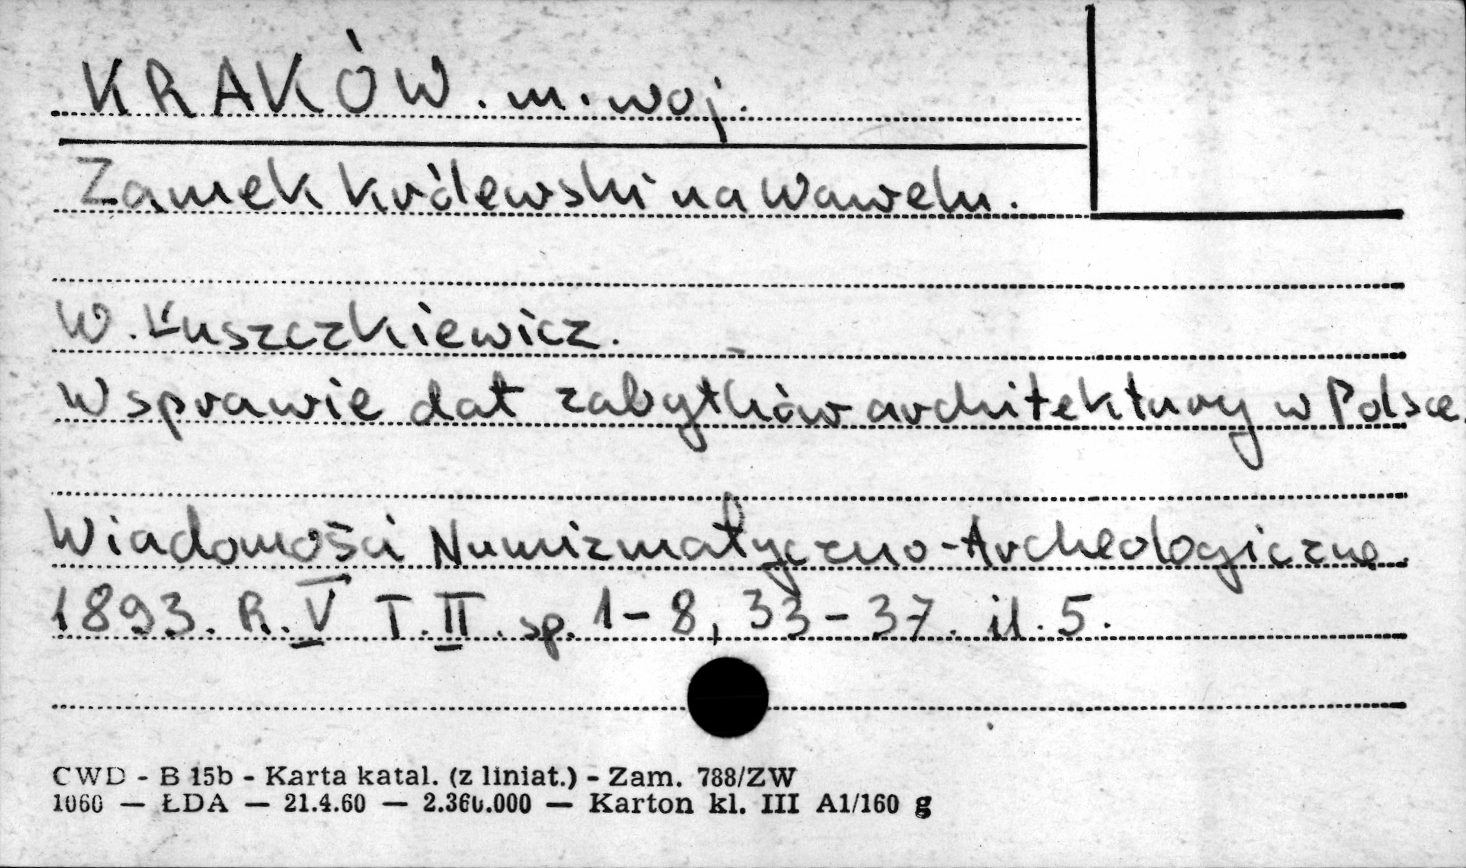 KRAKÓW. m. woj.
Zamek królewski na Wawelu.
W. Łuszczkiewicz.
W sprawie dat zabytków architektury w Polsce.
Wiadomości Numizmatyczno-Archeologiczne.
1893. R. V T. II. sp. 1-8, 33-37. il. 5.
CWD - B 15b - Karta katal. (z liniat.) - Zam. 788/ZW
1060 — ŁDA — 21.4.60 — 2.360.000 — Karton kl. III A1/160 g